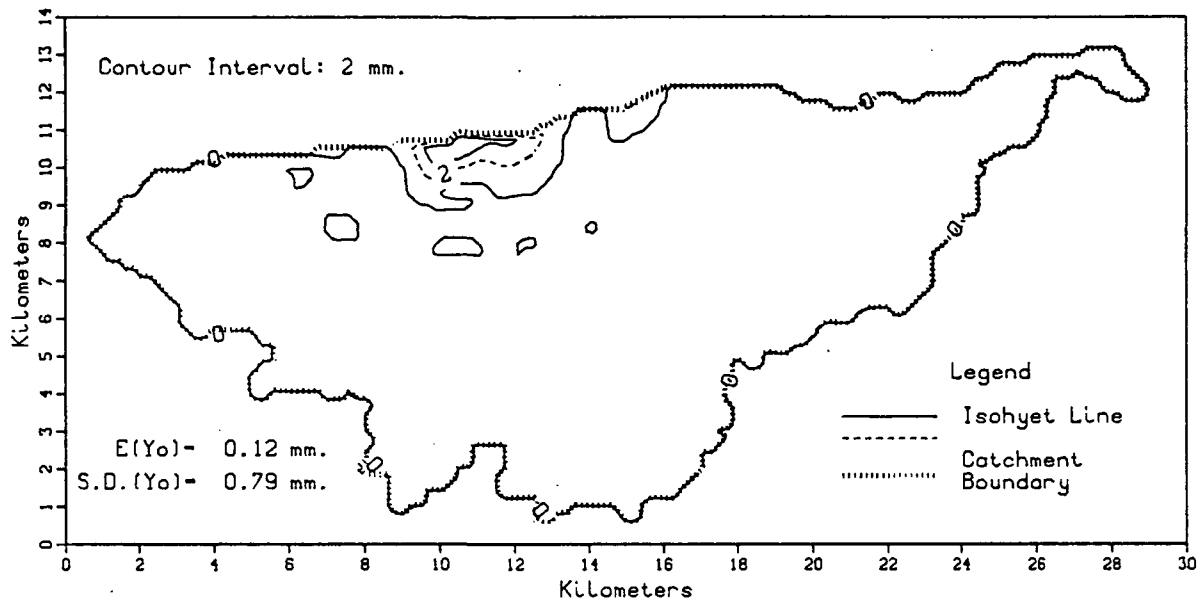 14
13
12
11
10
9
8
7
6
5
4
3
2
1
0
Kilometers
Contour Interval: 2 mm.
0
0
2
0
0
0
0
0
E(Yo)= 0.12 mm.
S.D.(Yo)= 0.79 mm.
Legend
Isohyet Line
Catchment
Boundary
0 2 4 6 8 10 12 14 16 18 20 22 24 26 28 30
Kilometers